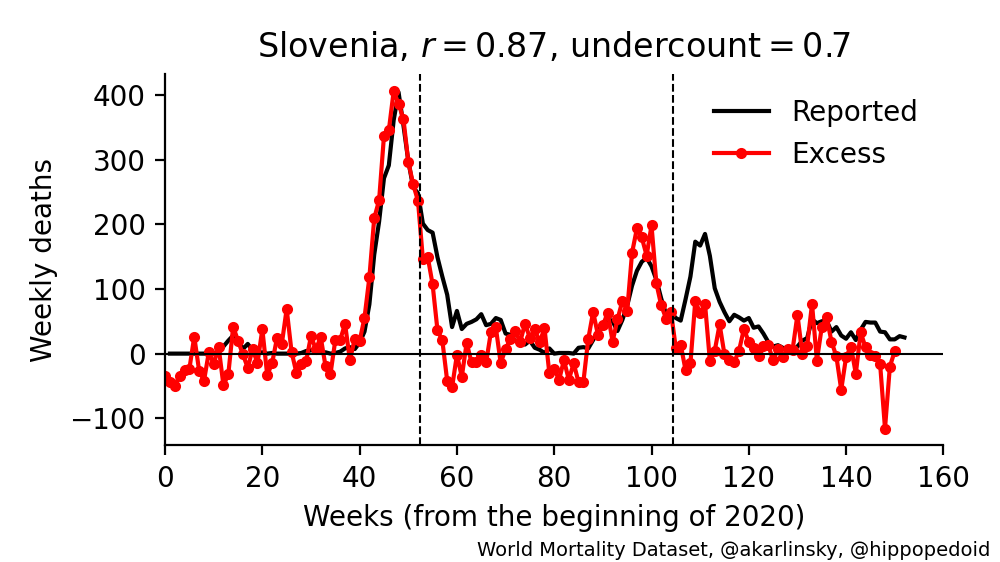 Slovenia, r = 0.87, undercount = 0.7
400
300
200
100
0
−100
Weekly deaths
Reported
Excess
0 20 40 60 80 100 120 140 160
Weeks (from the beginning of 2020)
World Mortality Dataset, @akarlinsky, @hippopedoid